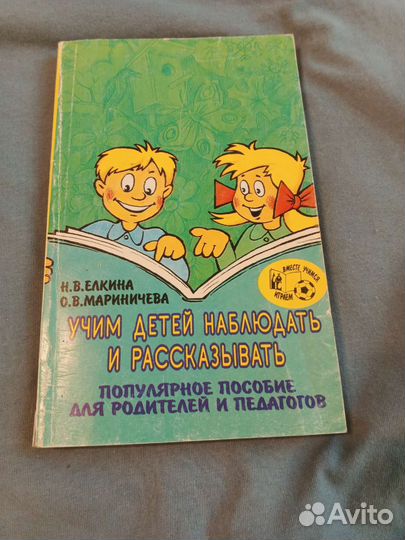 Н.В.ЕЛКИНА
О.В.МАРИНИЧЕВА
ВМЕСТЕ УЧИМСЯ
ИГРАЕМ
УЧИМ ДЕТЕЙ НАБЛЮДАТЬ
И РАССКАЗЫВАТЬ
ПОПУЛЯРНОЕ ПОСОБИЕ
ДЛЯ РОДИТЕЛЕЙ И ПЕДАГОГОВ
Avito